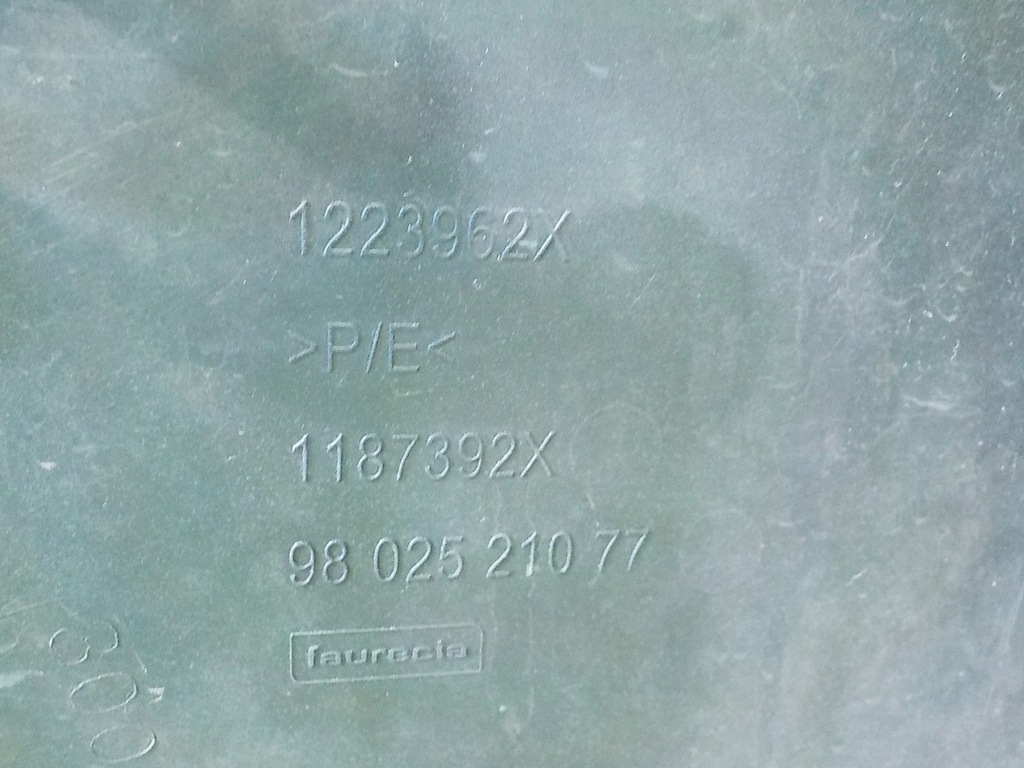 1223962X
>P/E<
1187392X
98 025 210 77
faurecia